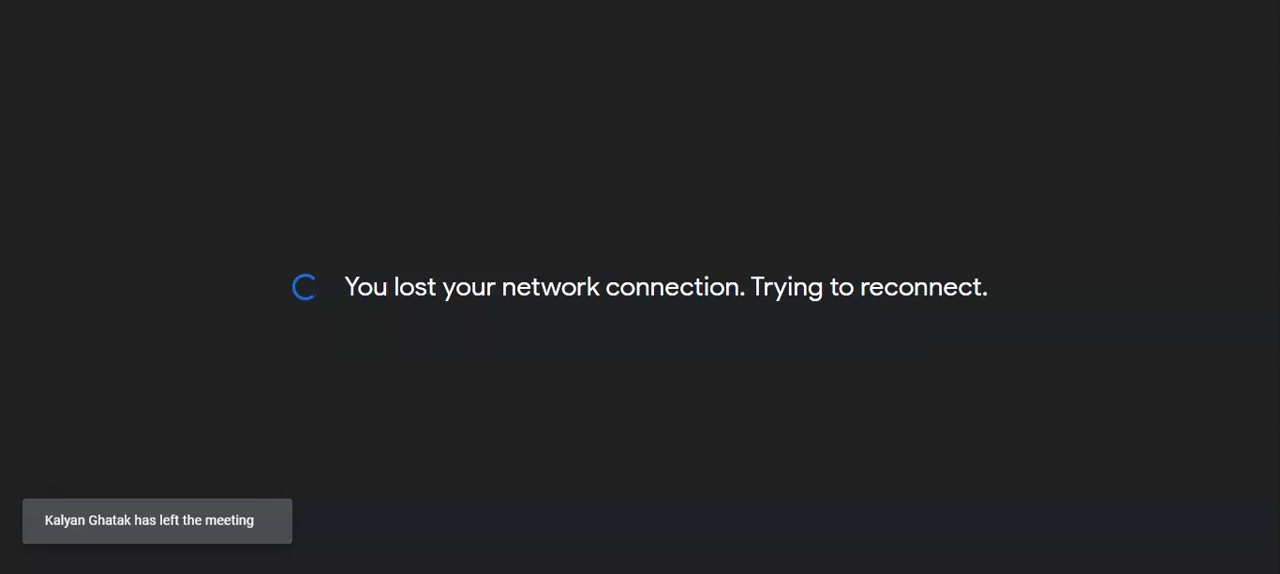 You lost your network connection. Trying to reconnect.
Kalyan Ghatak has left the meeting